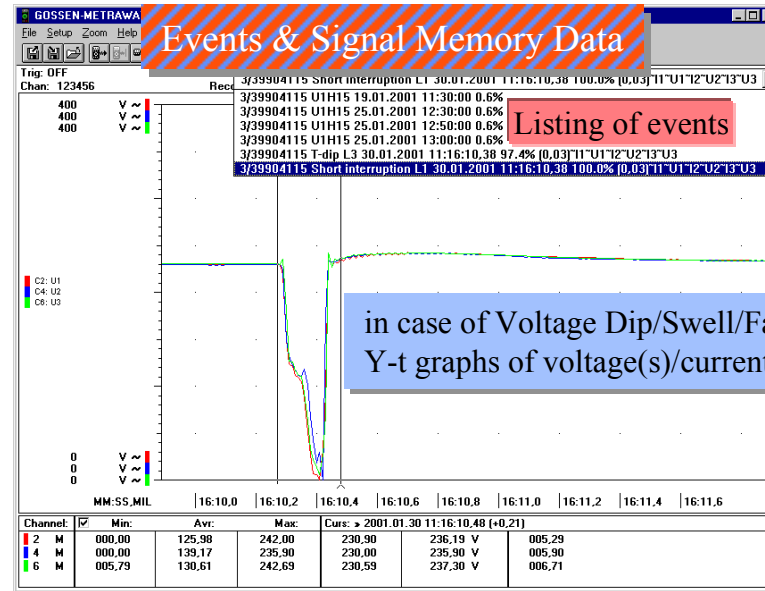 GOSSEN-METRAWA
File Setup Zoom Help
Events & Signal Memory Data
Trig: OFF
Chan: 123456
Rece
3/39904115 Short interruption L1 30.01.2001 11:16:10,38 100.0% (0,03)~I1~U1~I2~U2~I3~U3
3/39904115 U1H15 19.01.2001 11:30:00 0.6%
3/39904115 U1H15 25.01.2001 12:30:00 0.6%
3/39904115 U1H15 25.01.2001 12:50:00 0.6%
3/39904115 U1H15 25.01.2001 13:00:00 0.6%
3/39904115 T-dip L3 30.01.2001 11:16:10,38 97.4% (0,03)~I1~U1~I2~U2~I3~U3
3/39904115 Short interruption L1 30.01.2001 11:16:10,38 100.0% (0,03)~I1~U1~I2~U2~I3~U3
Listing of events
400 V ~
400 V ~
400 V ~
C2: U1
C4: U2
C6: U3
in case of Voltage Dip/Swell/Fa
Y-t graphs of voltage(s)/current
0 V ~
0 V ~
0 V ~
MM:SS,MIL 16:10,0 16:10,2 16:10,4 16:10,6 16:10,8 16:11,0 16:11,2 16:11,4 16:11,6
Channel: Min: Avr: Max: Curs: » 2001.01.30 11:16:10,48 (+0,21)
2 M 000,00 125,98 242,00 230,90 236,19 V 005,29
4 M 000,00 139,17 235,90 230,00 235,90 V 005,90
6 M 005,79 130,61 242,69 230,59 237,30 V 006,71